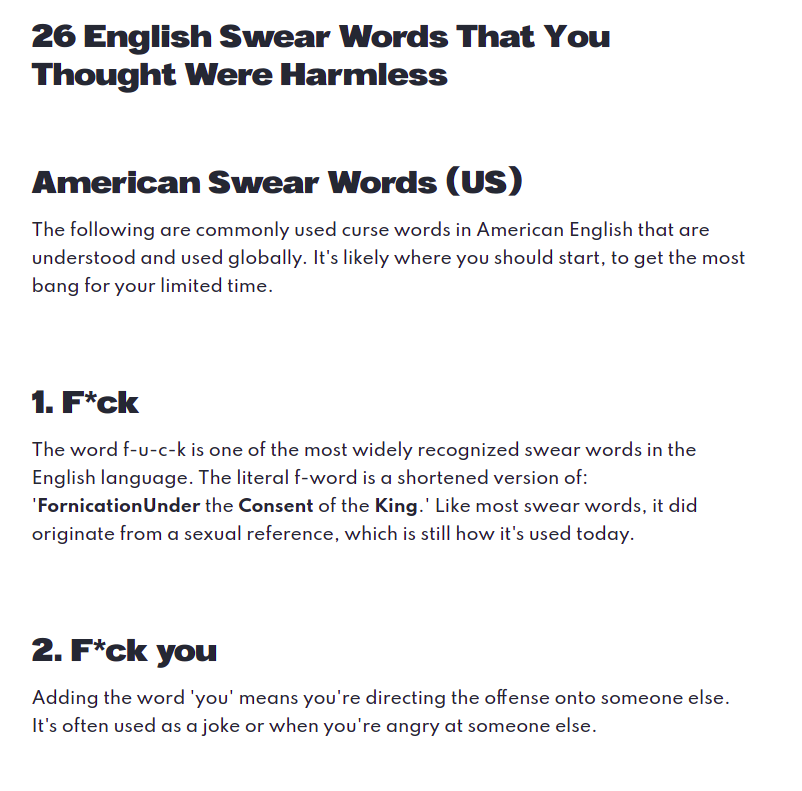 26 English Swear Words That You
Thought Were Harmless
American Swear Words (US)
The following are commonly used curse words in American English that are
understood and used globally. It's likely where you should start, to get the most
bang for your limited time.
1. F*ck
The word f-u-c-k is one of the most widely recognized swear words in the
English language. The literal f-word is a shortened version of:
'FornicationUnder the Consent of the King.' Like most swear words, it did
originate from a sexual reference, which is still how it's used today.
2. F*ck you
Adding the word 'you' means you're directing the offense onto someone else.
It's often used as a joke or when you're angry at someone else.